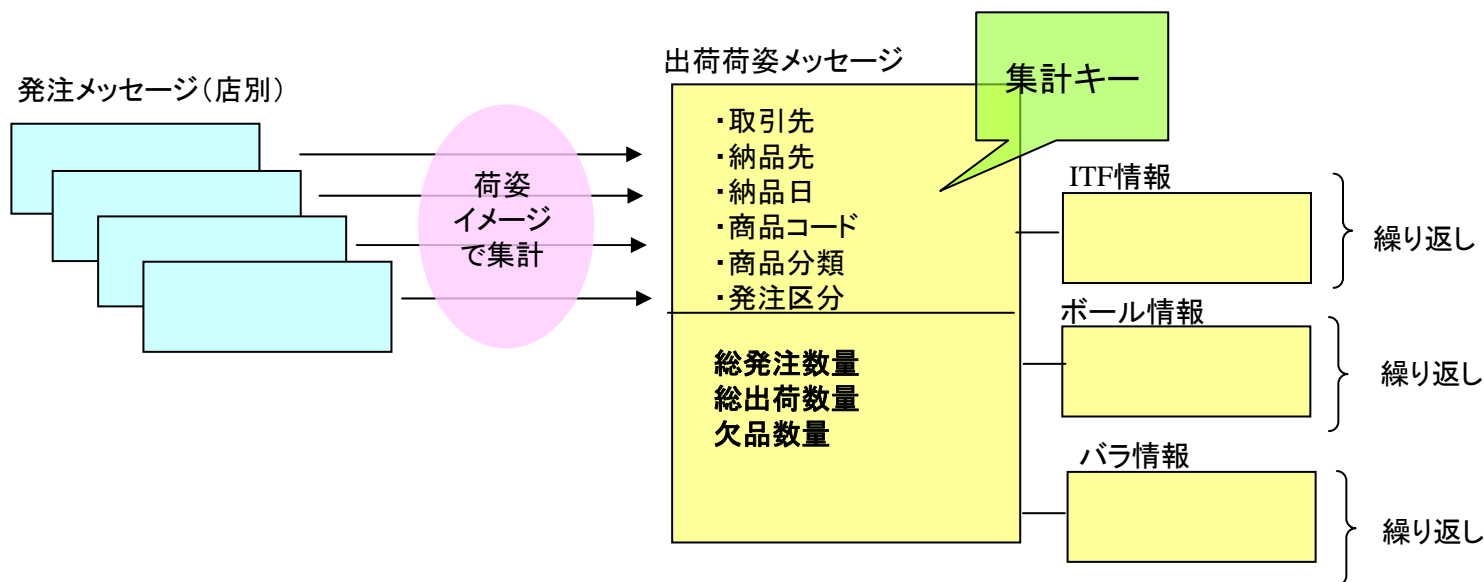 発注メッセージ（店別）
荷姿
イメージ
で集計
出荷荷姿メッセージ
集計キー
・取引先
・納品先
・納品日
・商品コード
・商品分類
・発注区分
総発注数量
総出荷数量
欠品数量
ITF情報
繰り返し
ボール情報
繰り返し
バラ情報
繰り返し